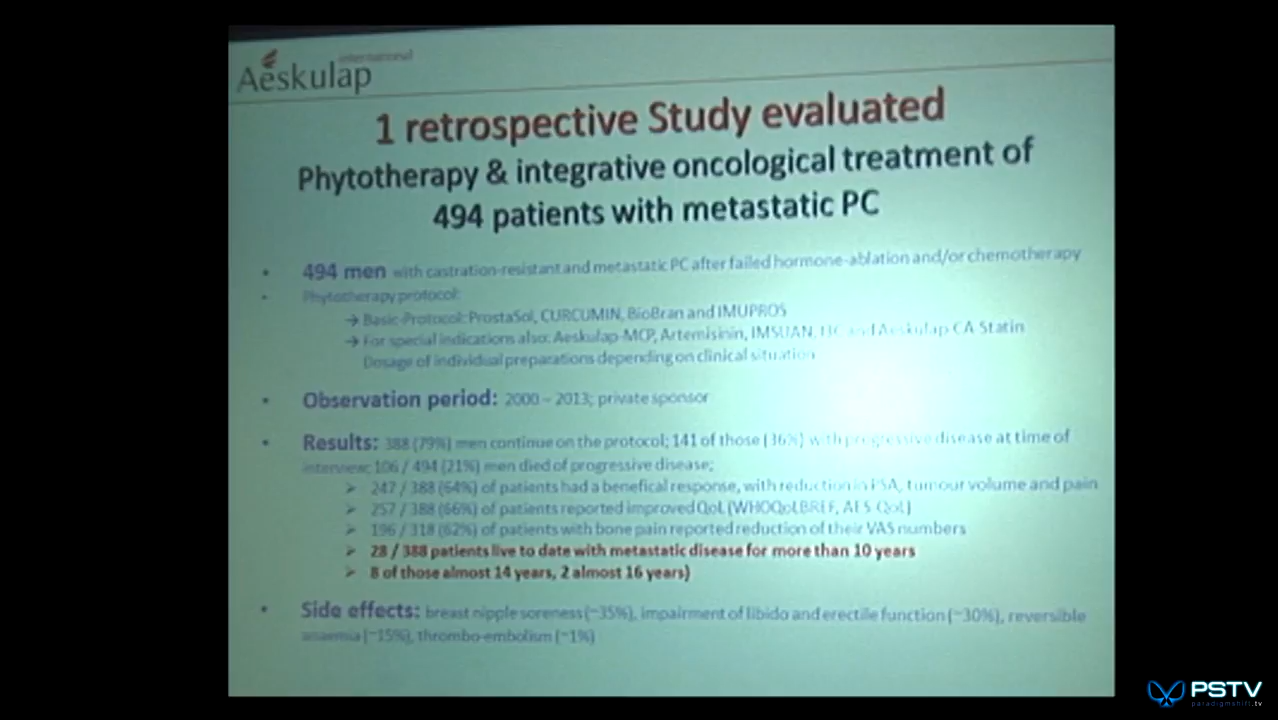 international
Aeskulap
1 retrospective Study evaluated
Phytotherapy & integrative oncological treatment of
494 patients with metastatic PC
• 494 men with castration-resistant and metastatic PC after failed hormone-ablation and/or chemotherapy
• Phytotherapy protocol:
→ Basic-Protocol: ProstaSol, CURCUMIN, BioBran and IMUPROS
→ For special indications also: Aeskulap-MCP, Artemisinin, IMSUAN, and Aeskulap CA Statin
Dosage of individual preparations depending on clinical situation
• Observation period: 2000 – 2013; private sponsor
• Results: 388 (79%) men continue on the protocol; 141 of those (36%) with progressive disease at time of
106 / 494 (21%) men died of progressive disease;
➢ 247 / 388 (64%) of patients had a benefical response, with reduction in PSA, tumour volume and pain
➢ 257 / 388 (66%) of patients reported improved QoL (WHOQoLBREF, AES QoL)
➢ 196 / 318 (62%) of patients with bone pain reported reduction of their VAS numbers
➢ 28 / 388 patients live to date with metastatic disease for more than 10 years
➢ 8 of those almost 14 years, 2 almost 16 years)
• Side effects: breast nipple soreness (~35%), impairment of libido and erectile function (~30%), reversible
anaemia (~15%), thrombo-embolism (~1%)
PSTV
paradigmshift.tv